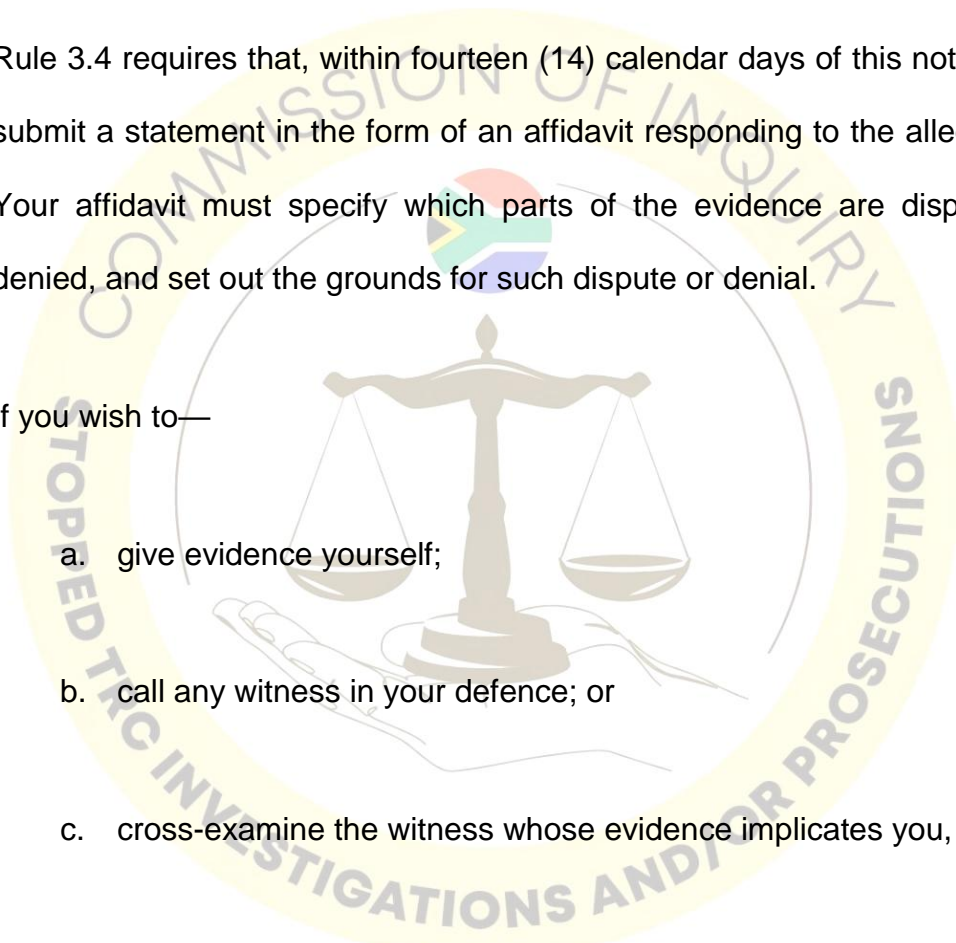 Rule 3.4 requires that, within fourteen (14) calendar days of this not
submit a statement in the form of an affidavit responding to the alle
Your affidavit must specify which parts of the evidence are disp
denied, and set out the grounds for such dispute or denial.
If you wish to—
a. give evidence yourself;
b. call any witness in your defence; or
c. cross-examine the witness whose evidence implicates you,
COMMISSION OF INQUIRY
STOPPED TRC INVESTIGATIONS AND/OR PROSECUTIONS